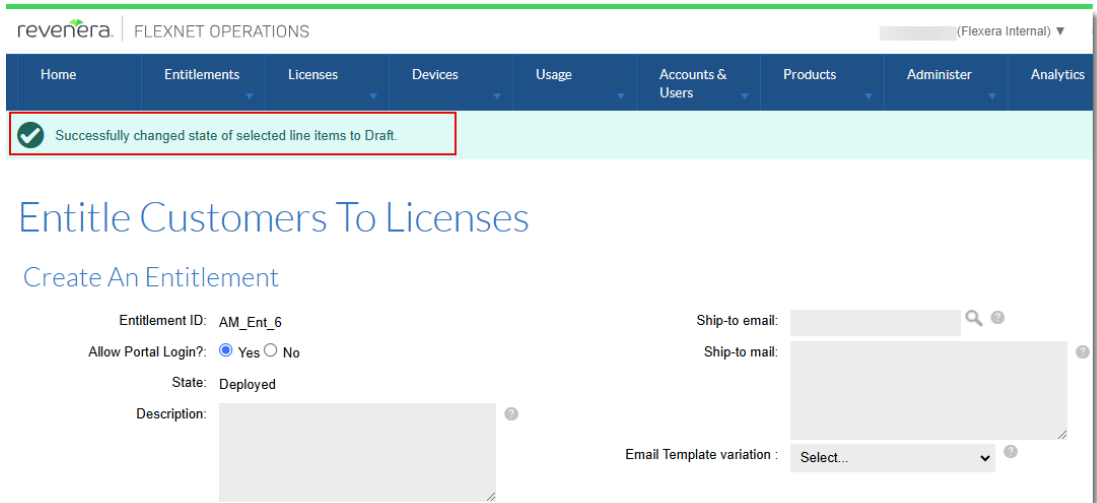 revenera. FLEXNET OPERATIONS
(Flexera Internal) ▼
Home Entitlements Licenses Devices Usage Accounts & Users Products Administer Analytics
Successfully changed state of selected line items to Draft.
Entitle Customers To Licenses
Create An Entitlement
Entitlement ID: AM_Ent_6
Ship-to email:
Allow Portal Login?: Yes No
Ship-to mail:
State: Deployed
Description:
Email Template variation : Select...